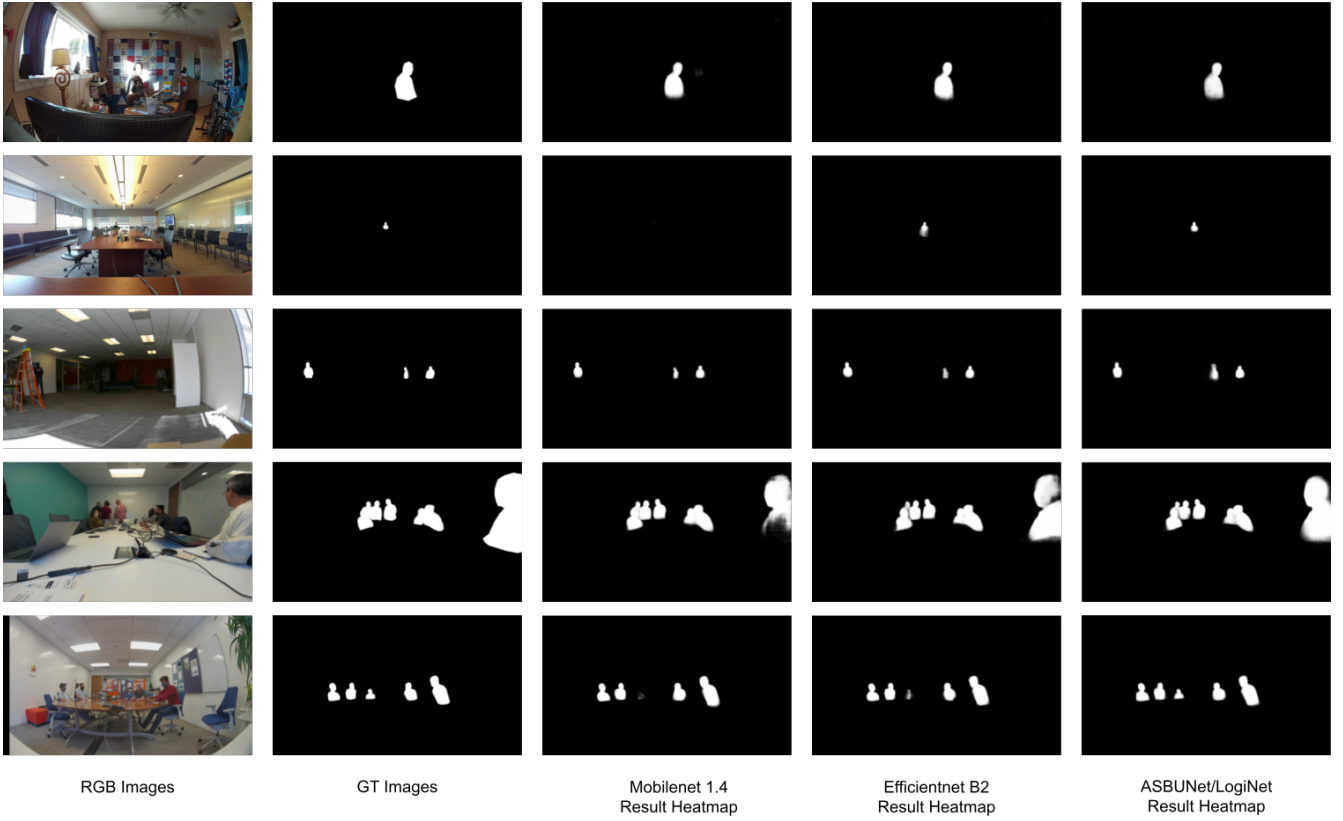 RGB Images
GT Images
Mobilenet 1.4
Result Heatmap
Efficientnet B2
Result Heatmap
ASBUNet/LogiNet
Result Heatmap